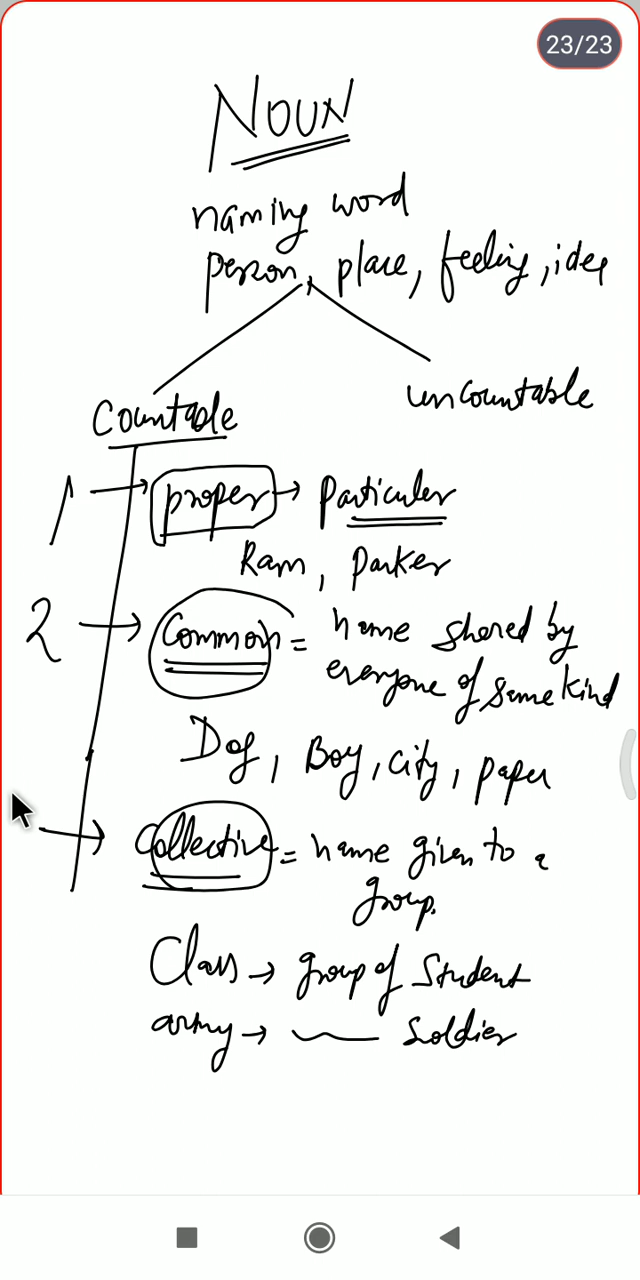 23/23
NOUN
naming word
person, place, feeling, idea
Countable
uncountable
1 → proper → Particular
Ram, Parker
2 → Common = name shared by
everyone of same kind
Dog, Boy, city, paper
→ Collective = name given to a
group.
Class → group of Student
army → soldier